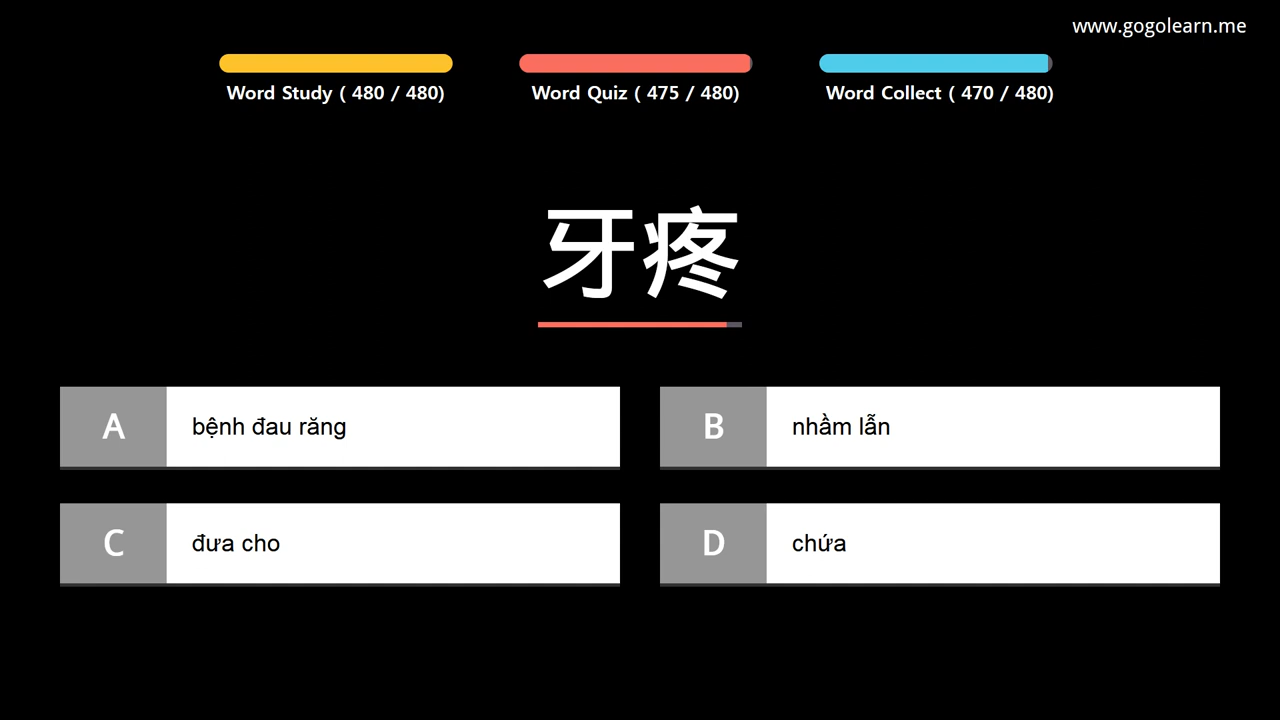 www.gogolearn.me
Word Study ( 480 / 480)
Word Quiz ( 475 / 480)
Word Collect ( 470 / 480)
牙疼
A bệnh đau răng
B nhầm lẫn
C đưa cho
D chứa